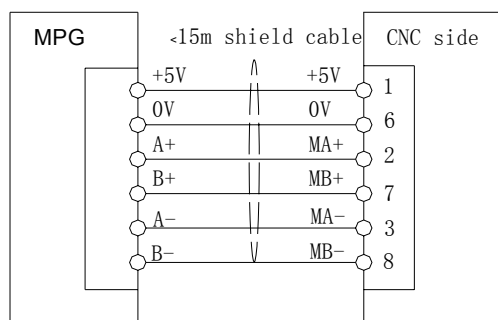 MPG <15m shield cable CNC side
+5V +5V 1
0V 0V 6
A+ MA+ 2
B+ MB+ 7
A- MA- 3
B- MB- 8